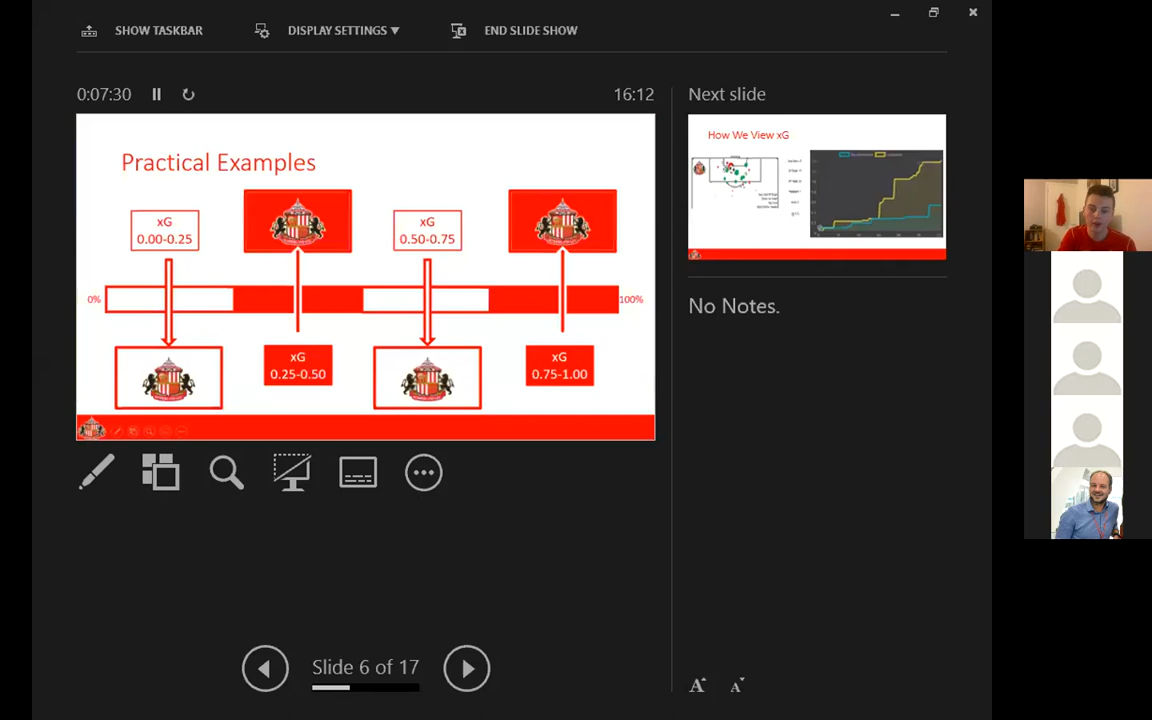 SHOW TASKBAR
DISPLAY SETTINGS
END SLIDE SHOW
0:07:30
16:12
Next slide
Practical Examples
xG
0.00-0.25
xG
0.50-0.75
0%
100%
xG
0.25-0.50
xG
0.75-1.00
How We View xG
No Notes.
Slide 6 of 17
A
A